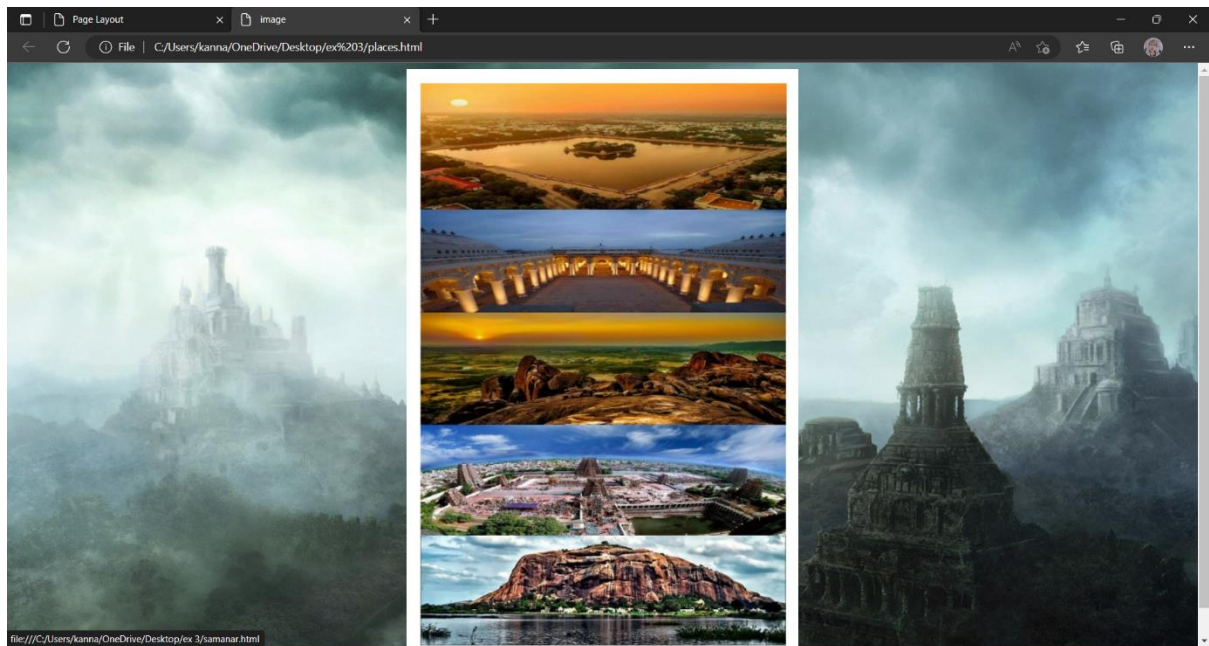 Page Layout
image
File
C:/Users/kanna/OneDrive/Desktop/ex%203/places.html
file:///C:/Users/kanna/OneDrive/Desktop/ex 3/samanar.html